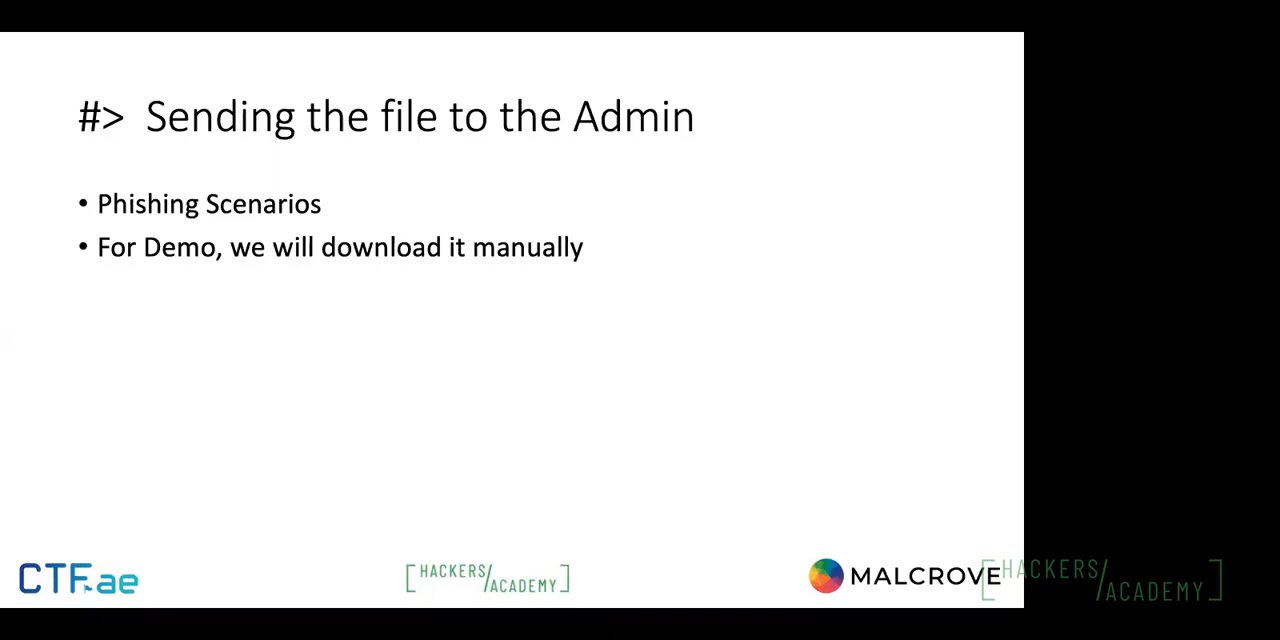 #> Sending the file to the Admin
• Phishing Scenarios
• For Demo, we will download it manually
CTF.ae
[HACKERS/ACADEMY]
MALCROVE
[HACKERS/ACADEMY]